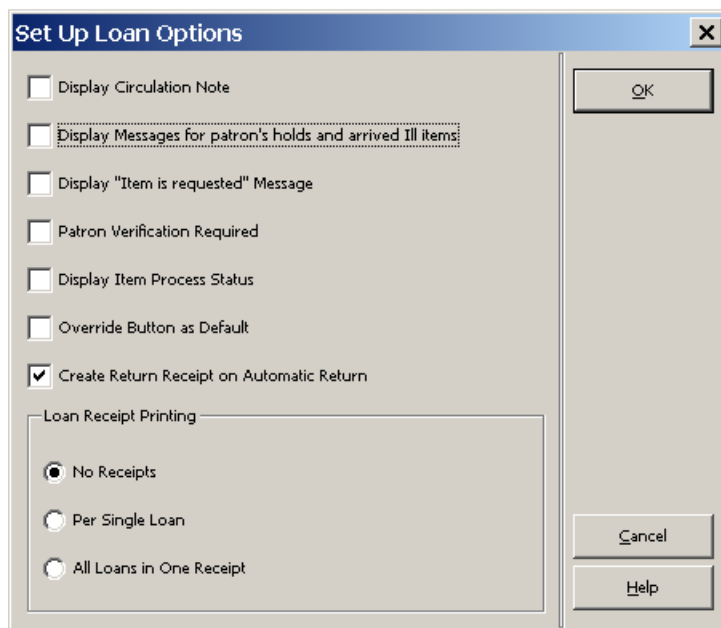 Set Up Loan Options
Display Circulation Note
Display Messages for patron's holds and arrived Ill items
Display "Item is requested" Message
Patron Verification Required
Display Item Process Status
Override Button as Default
Create Return Receipt on Automatic Return
Loan Receipt Printing
No Receipts
Per Single Loan
All Loans in One Receipt
OK
Cancel
Help